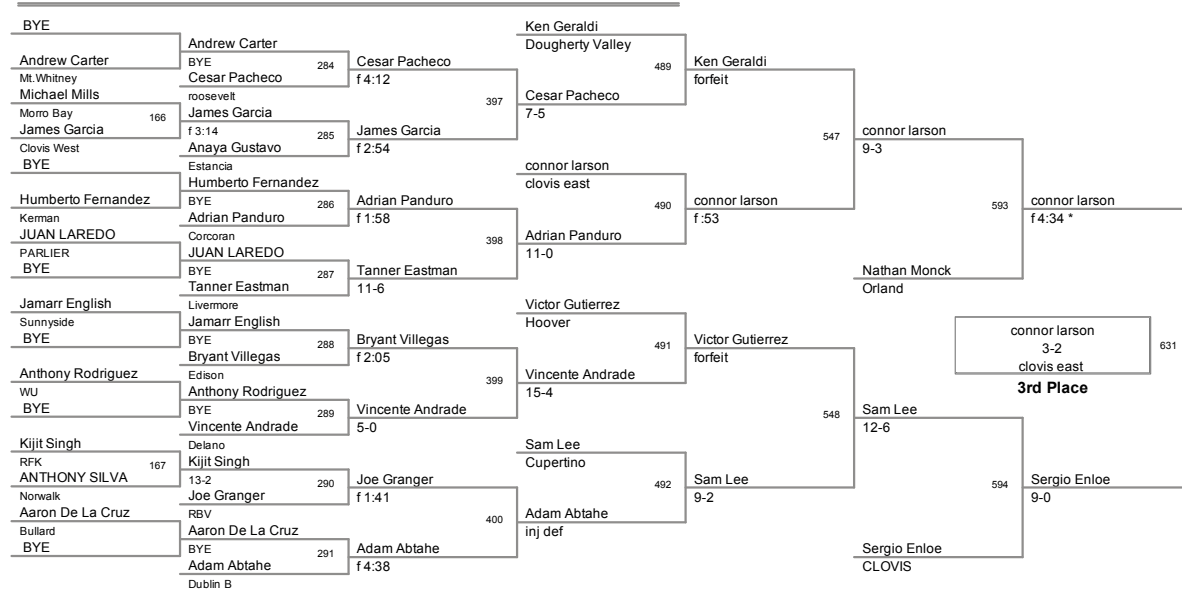 BYE
Andrew Carter
Mt.Whitney
Michael Mills
Morro Bay
166
James Garcia
Clovis West
BYE
Humberto Fernandez
Kerman
JUAN LAREDO
PARLIER
BYE
Jamarr English
Sunnyside
BYE
Anthony Rodriguez
WU
BYE
Kijit Singh
RFK
167
ANTHONY SILVA
Norwalk
Aaron De La Cruz
Bullard
BYE
Andrew Carter
BYE
284
Cesar Pacheco
roosevelt
James Garcia
f 3:14
285
Anaya Gustavo
Estancia
Humberto Fernandez
BYE
286
Adrian Panduro
Corcoran
JUAN LAREDO
BYE
287
Tanner Eastman
Livermore
Jamarr English
BYE
288
Bryant Villegas
Edison
Anthony Rodriguez
BYE
289
Vincente Andrade
Delano
Kijit Singh
13-2
290
Joe Granger
RBV
Aaron De La Cruz
BYE
291
Adam Abtahe
Dublin B
Cesar Pacheco
f 4:12
397
James Garcia
f 2:54
Adrian Panduro
f 1:58
398
Tanner Eastman
11-6
Bryant Villegas
f 2:05
399
Vincente Andrade
5-0
Joe Granger
f 1:41
400
Adam Abtahe
f 4:38
Ken Geraldi
Dougherty Valley
489
Cesar Pacheco
7-5
connor larson
clovis east
490
Adrian Panduro
11-0
Victor Gutierrez
Hoover
491
Vincente Andrade
15-4
Sam Lee
Cupertino
492
Adam Abtahe
inj def
Ken Geraldi
forfeit
547
connor larson
f :53
Victor Gutierrez
forfeit
548
Sam Lee
9-2
connor larson
9-3
593
Nathan Monck
Orland
Sam Lee
12-6
594
Sergio Enloe
CLOVIS
connor larson
f 4:34 *
connor larson
3-2
clovis east
631
3rd Place
Sergio Enloe
9-0